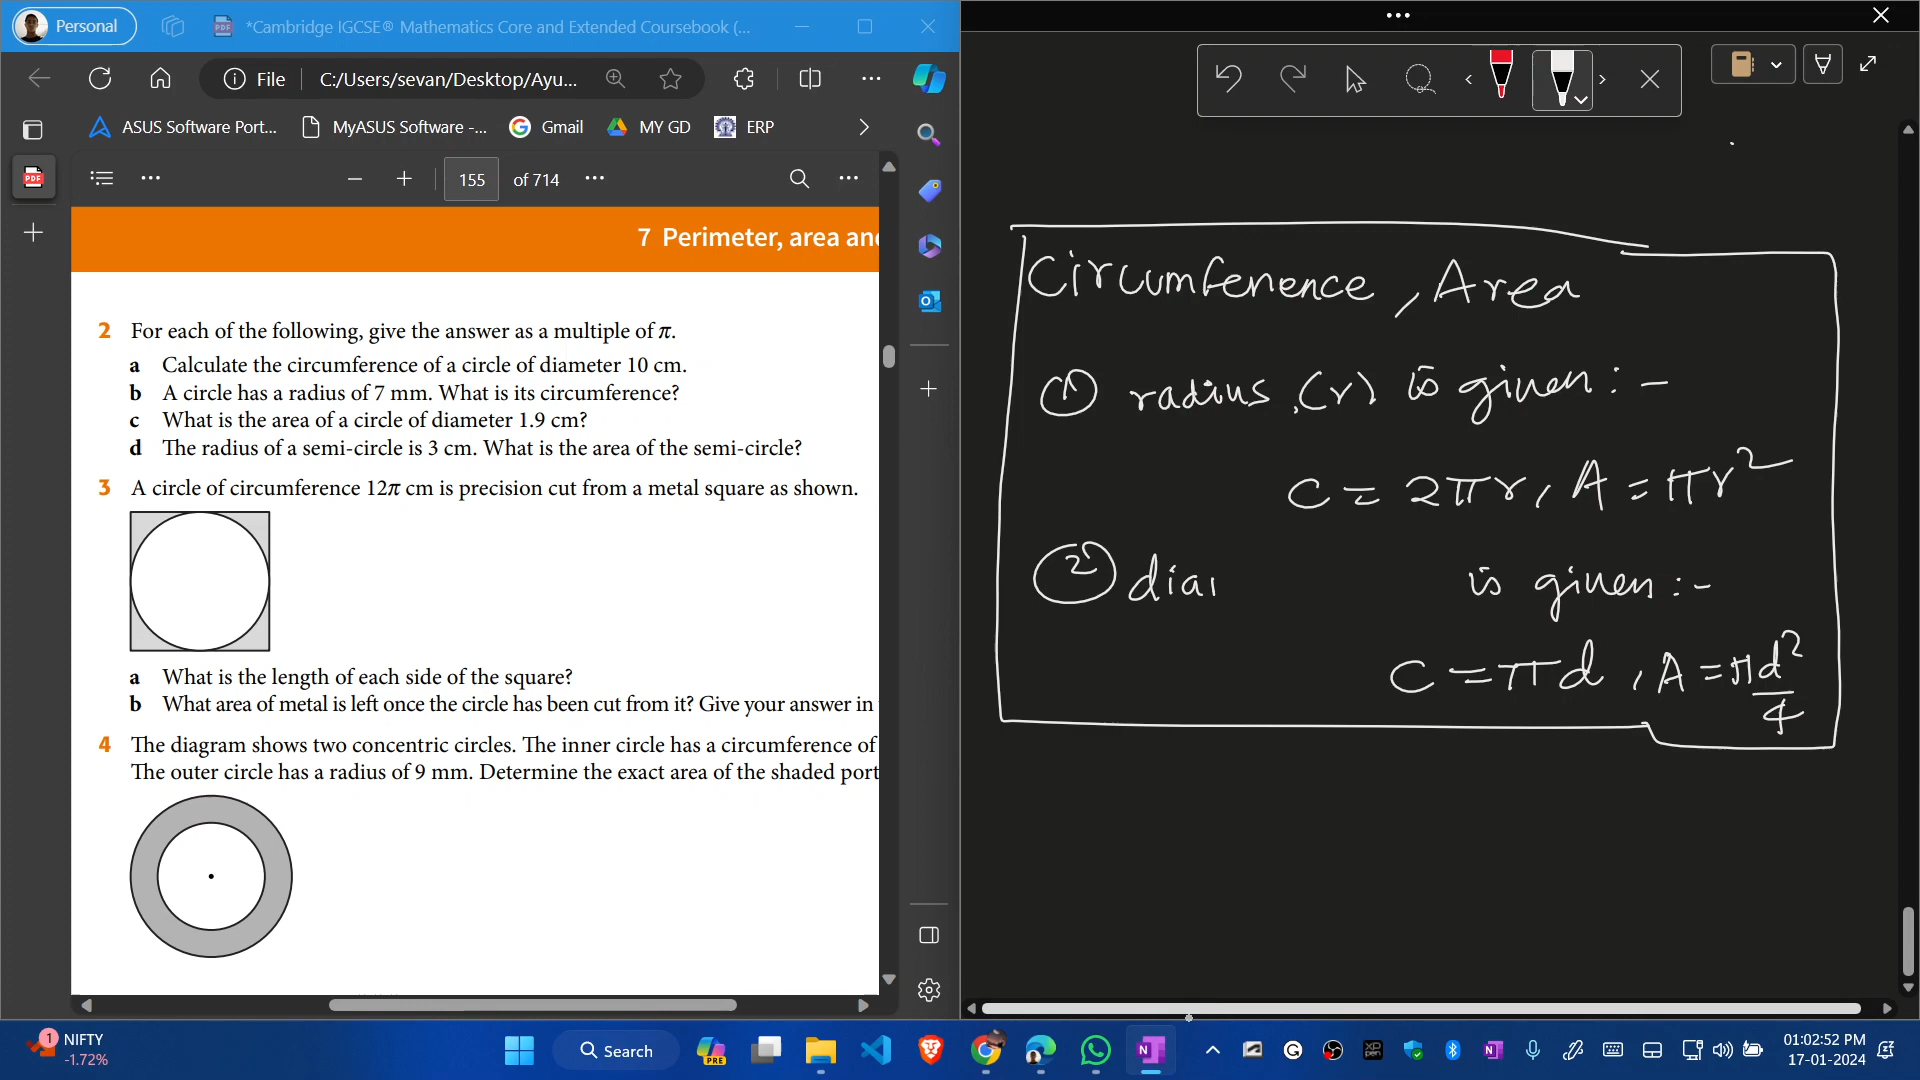 Personal
*Cambridge IGCSE® Mathematics Core and Extended Coursebook (...
File
C:/Users/sevan/Desktop/Ayu...
ASUS Software Port...
MyASUS Software -...
Gmail
MY GD
ERP
155 of 714
7 Perimeter, area and
2 For each of the following, give the answer as a multiple of π.
a Calculate the circumference of a circle of diameter 10 cm.
b A circle has a radius of 7 mm. What is its circumference?
c What is the area of a circle of diameter 1.9 cm?
d The radius of a semi-circle is 3 cm. What is the area of the semi-circle?
3 A circle of circumference 12π cm is precision cut from a metal square as shown.
a What is the length of each side of the square?
b What area of metal is left once the circle has been cut from it? Give your answer in
4 The diagram shows two concentric circles. The inner circle has a circumference of
The outer circle has a radius of 9 mm. Determine the exact area of the shaded port
Circumfenence, Area
① radius, (r) is given :-
C = 2πr, A = πr²
② diar is given :-
C = πd, A = πd²/4
1
NIFTY
-1.72%
Search
PRE
01:02:52 PM
17-01-2024